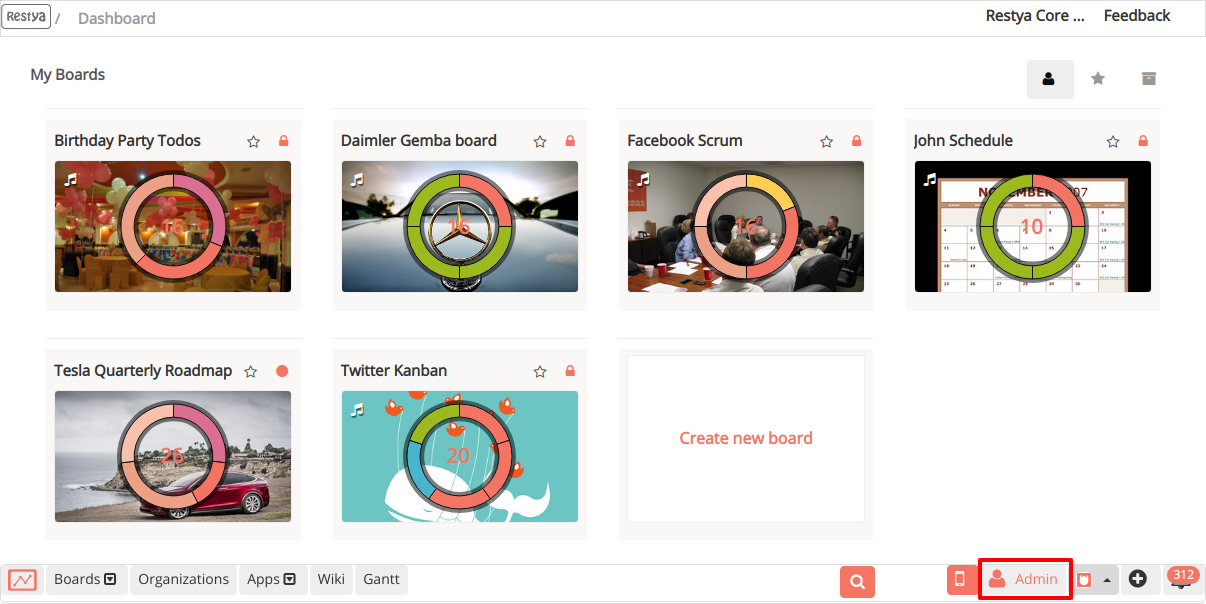 Restya / Dashboard Restya Core ... Feedback
My Boards
Birthday Party Todos
16
Daimler Gemba board
16
Facebook Scrum
16
John Schedule
NOVEMBER 07
10
Tesla Quarterly Roadmap
26
Twitter Kanban
20
Create new board
Boards Organizations Apps Wiki Gantt Admin 312